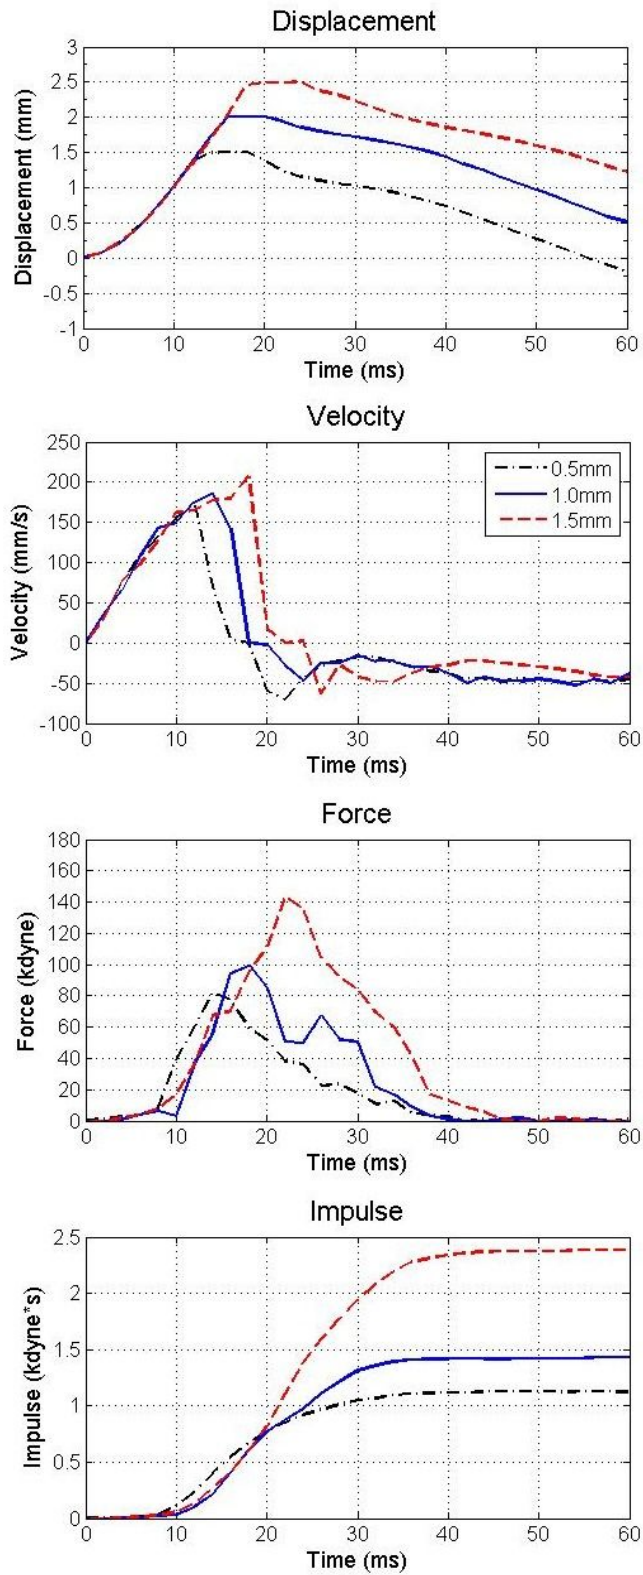 Displacement
3
2.5
2
1.5
1
0.5
0
-0.5
-1
Displacement (mm)
0 10 20 30 40 50 60
Time (ms)
Velocity
250
200
150
100
50
0
-50
-100
Velocity (mm/s)
0.5mm
1.0mm
1.5mm
0 10 20 30 40 50 60
Time (ms)
Force
180
160
140
120
100
80
60
40
20
0
Force (kdyne)
0 10 20 30 40 50 60
Time (ms)
Impulse
2.5
2
1.5
1
0.5
0
Impulse (kdyne*s)
0 10 20 30 40 50 60
Time (ms)